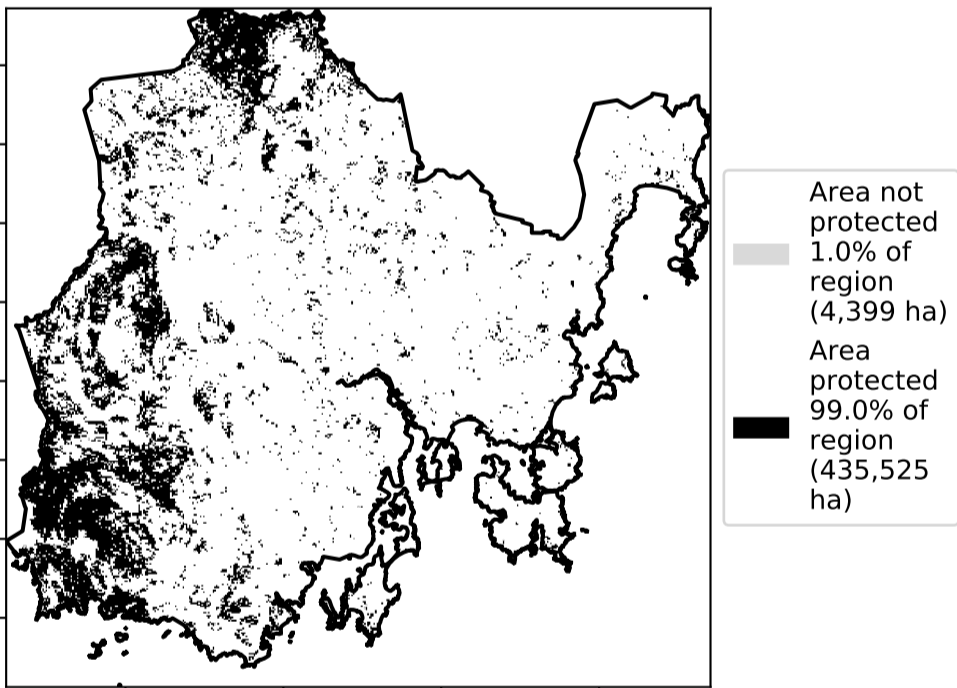 Area not
protected
1.0% of
region
(4,399 ha)
Area
protected
99.0% of
region
(435,525
ha)